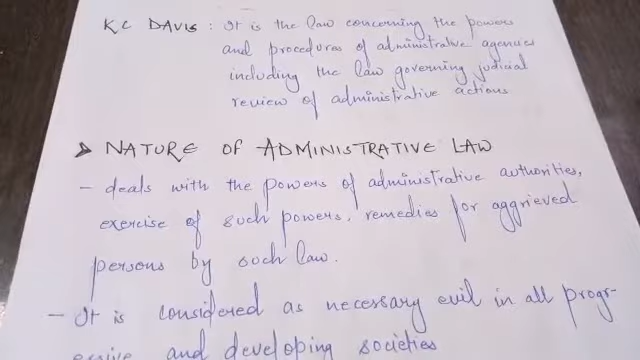 KC DAVIS : It is the law concerning the powers
and procedures of administrative agencies
including the law governing judicial
review of administrative actions
➤ NATURE OF ADMINISTRATIVE LAW
- deals with the powers of administrative authorities,
exercise of such powers, remedies for aggrieved
persons by such law.
- It is considered as necessary evil in all progr-
essive and developing societies